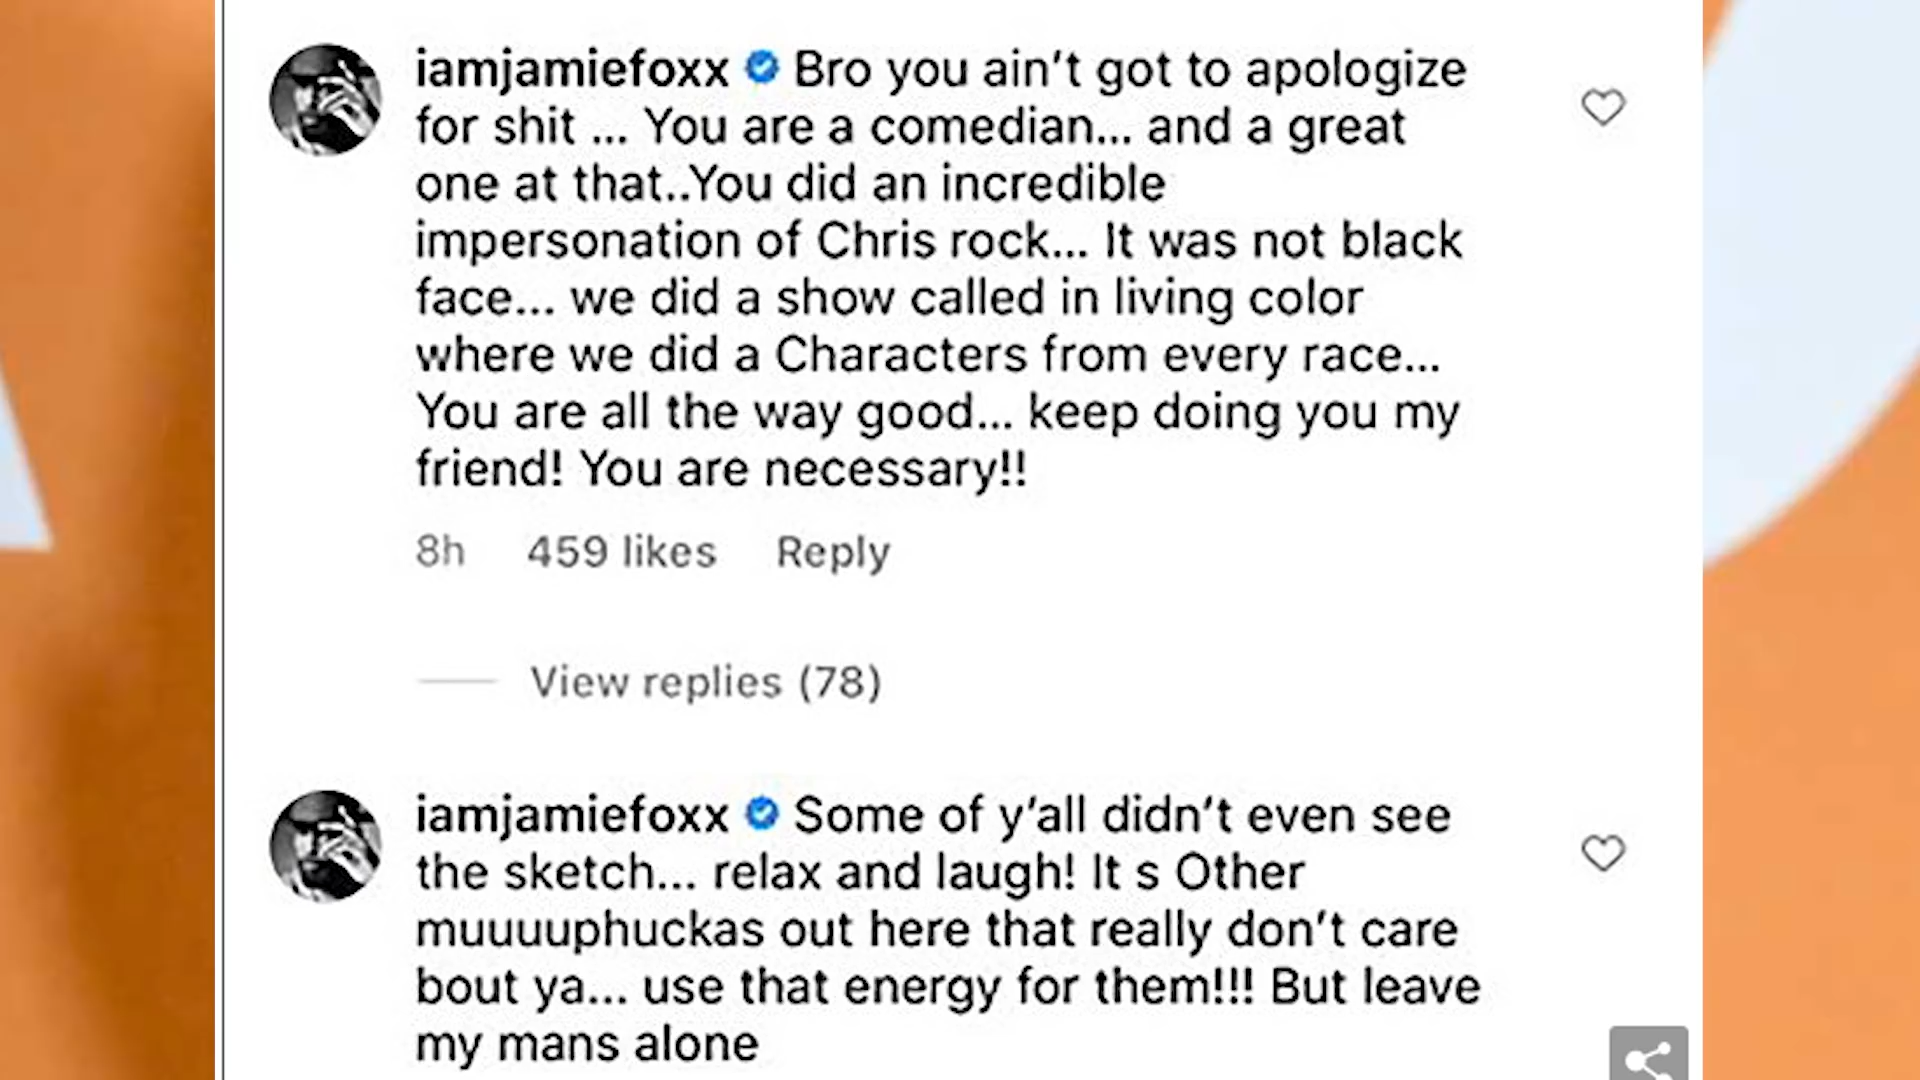 iamjamiefoxx Bro you ain't got to apologize
for shit ... You are a comedian... and a great
one at that..You did an incredible
impersonation of Chris rock... It was not black
face... we did a show called in living color
where we did a Characters from every race...
You are all the way good... keep doing you my
friend! You are necessary!!
8h 459 likes Reply
View replies (78)
iamjamiefoxx Some of y'all didn't even see
the sketch... relax and laugh! It s Other
muuuuphuckas out here that really don't care
bout ya... use that energy for them!!! But leave
my mans alone